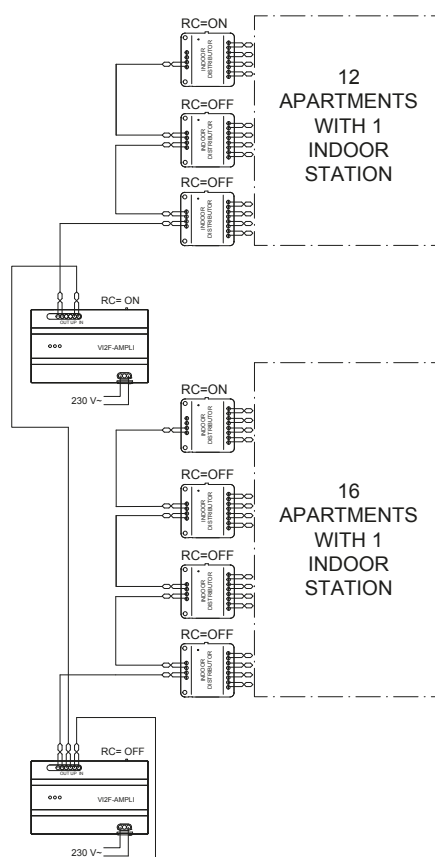 RC=ON
INDOOR
DISTRIBUTOR
RC=OFF
INDOOR
DISTRIBUTOR
RC=OFF
INDOOR
DISTRIBUTOR
12
APARTMENTS
WITH 1
INDOOR
STATION
RC= ON
OUT UP IN
VI2F-AMPLI
230 V~
RC=ON
INDOOR
DISTRIBUTOR
RC=OFF
INDOOR
DISTRIBUTOR
RC=OFF
INDOOR
DISTRIBUTOR
RC=OFF
INDOOR
DISTRIBUTOR
16
APARTMENTS
WITH 1
INDOOR
STATION
RC= OFF
OUT UP IN
VI2F-AMPLI
230 V~